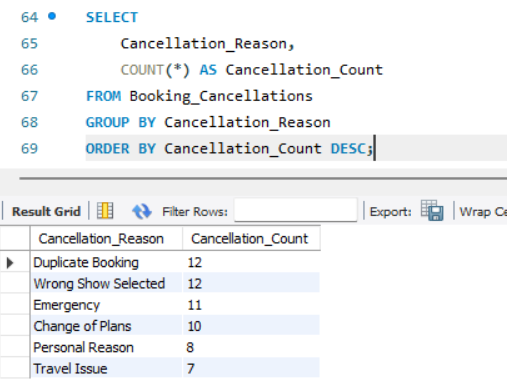 64 SELECT
65 Cancellation_Reason,
66 COUNT(*) AS Cancellation_Count
67 FROM Booking_Cancellations
68 GROUP BY Cancellation_Reason
69 ORDER BY Cancellation_Count DESC;
Result Grid Filter Rows: Export: Wrap Ce
Cancellation_Reason Cancellation_Count
Duplicate Booking 12
Wrong Show Selected 12
Emergency 11
Change of Plans 10
Personal Reason 8
Travel Issue 7